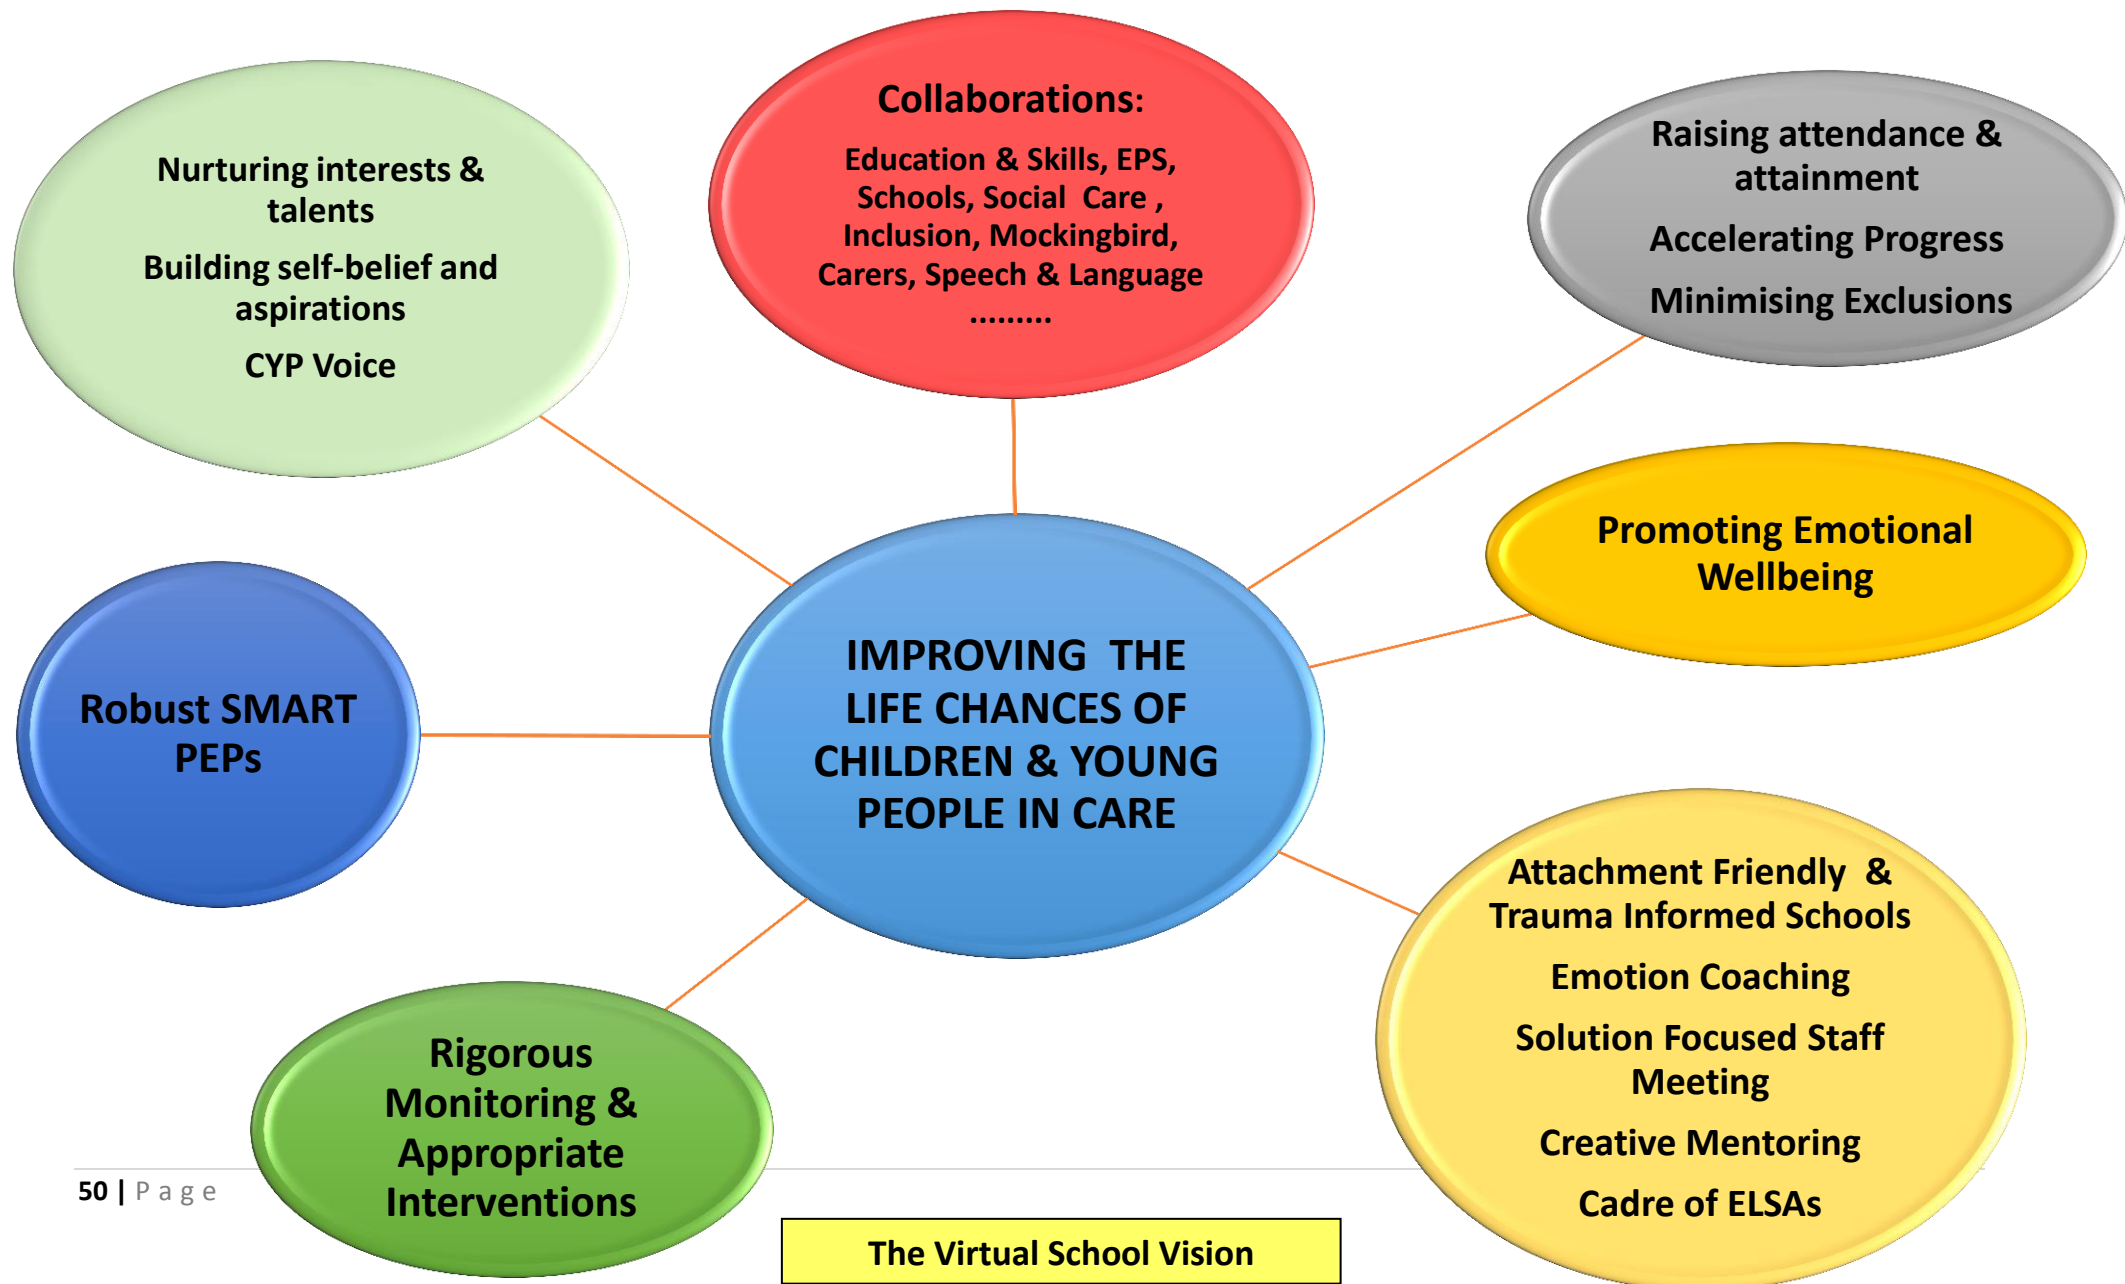 Nurturing interests &
talents
Building self-belief and
aspirations
CYP Voice
Collaborations:
Education & Skills, EPS,
Schools, Social  Care ,
Inclusion, Mockingbird,
Carers, Speech & Language
.........
Raising attendance &
attainment
Accelerating Progress
Minimising Exclusions
Promoting Emotional
Wellbeing
Robust SMART
PEPs
IMPROVING  THE
LIFE CHANCES OF
CHILDREN & YOUNG
PEOPLE IN CARE
Attachment Friendly  &
Trauma Informed Schools
Emotion Coaching
Solution Focused Staff
Meeting
Creative Mentoring
Cadre of ELSAs
Rigorous
Monitoring &
Appropriate
Interventions
50 | Page
The Virtual School Vision